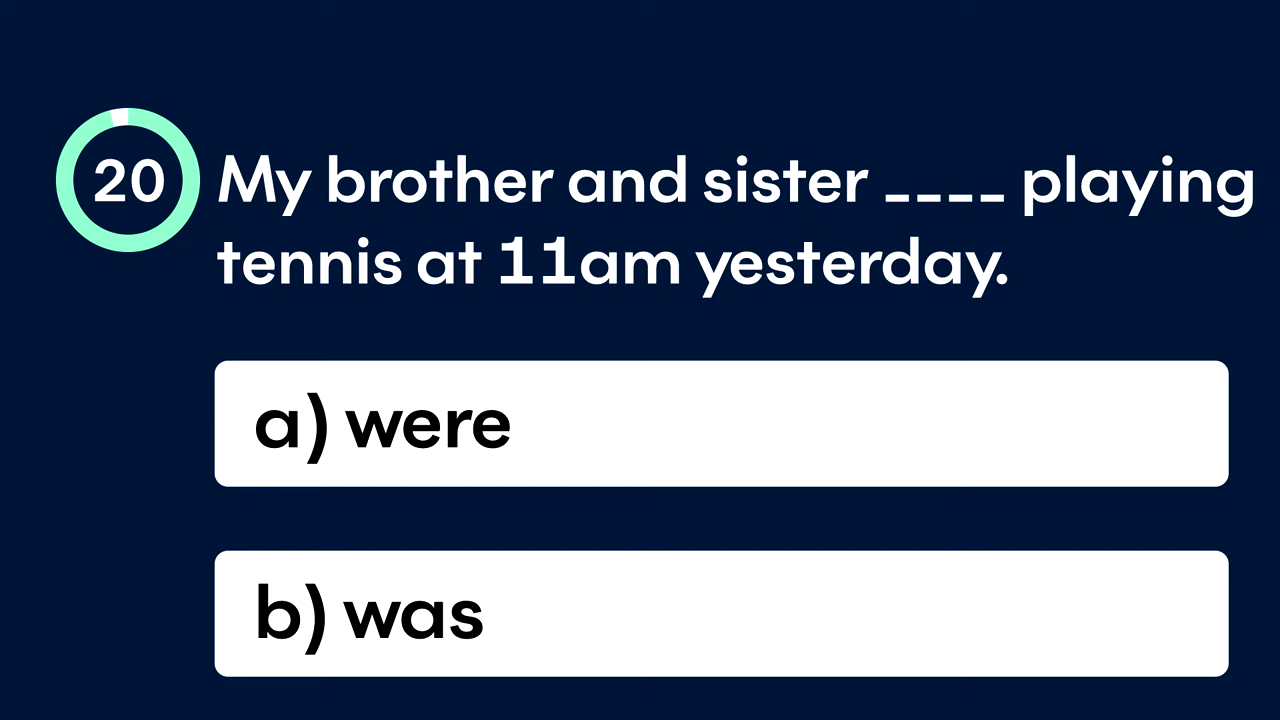 20
My brother and sister ____ playing
tennis at 11am yesterday.
a) were
b) was